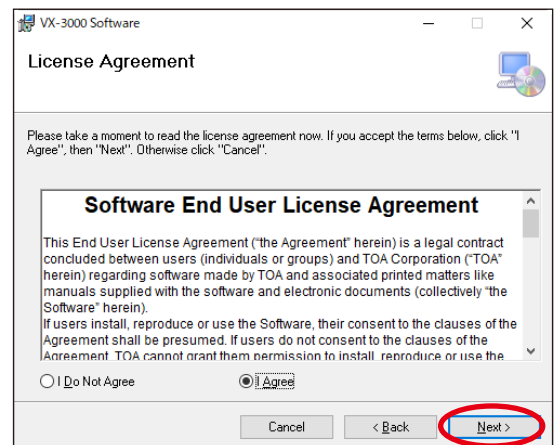 VX-3000 Software
License Agreement
Please take a moment to read the license agreement now. If you accept the terms below, click "I
Agree", then "Next". Otherwise click "Cancel".
Software End User License Agreement
This End User License Agreement ("the Agreement" herein) is a legal contract
concluded between users (individuals or groups) and TOA Corporation ("TOA"
herein) regarding software made by TOA and associated printed matters like
manuals supplied with the software and electronic documents (collectively "the
Software" herein).
If users install, reproduce or use the Software, their consent to the clauses of the
Agreement shall be presumed. If users do not consent to the clauses of the
Agreement, TOA cannot grant them permission to install, reproduce or use the
I Do Not Agree
I Agree
Cancel
< Back
Next >